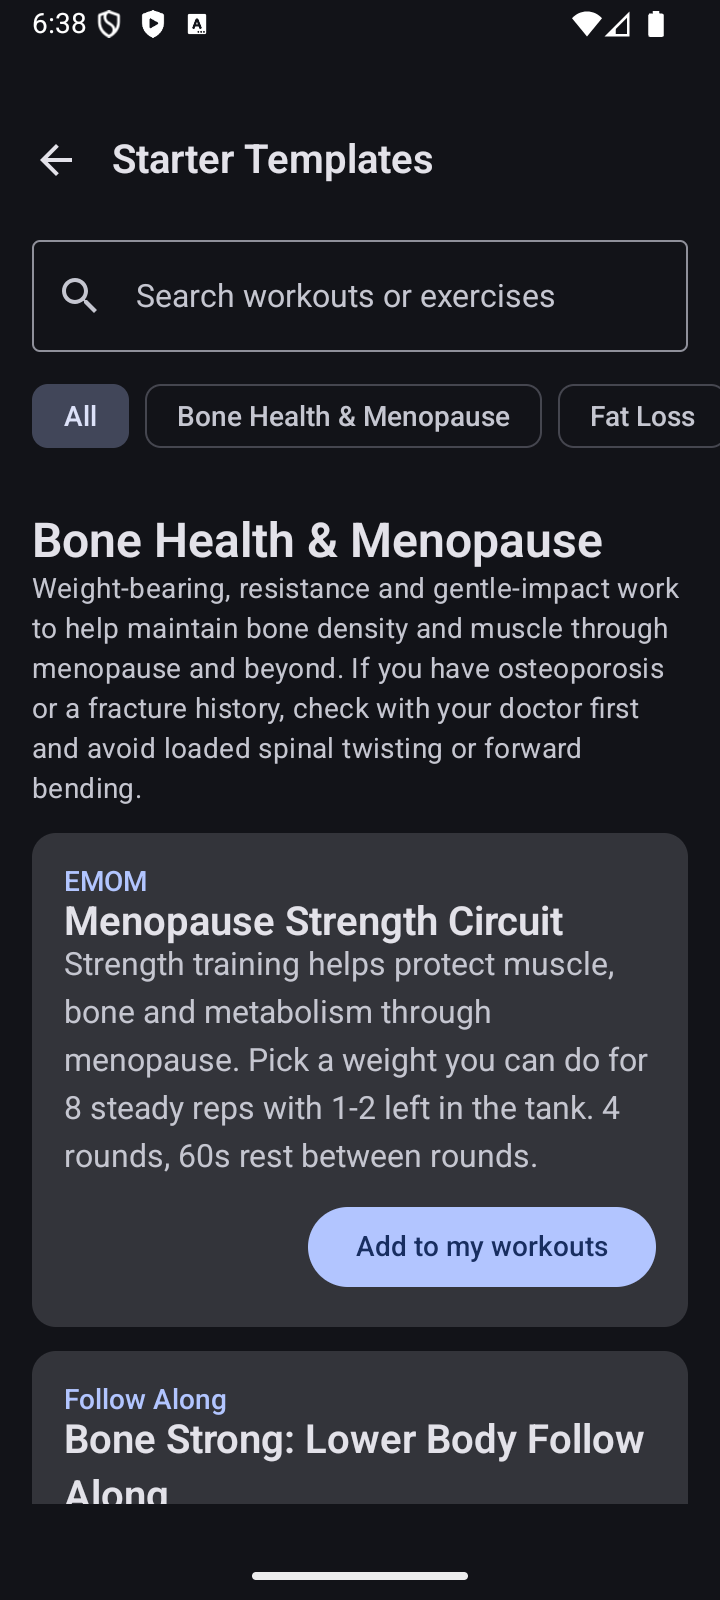 6:38
Starter Templates
Search workouts or exercises
All
Bone Health & Menopause
Fat Loss
Bone Health & Menopause
Weight-bearing, resistance and gentle-impact work
to help maintain bone density and muscle through
menopause and beyond. If you have osteoporosis
or a fracture history, check with your doctor first
and avoid loaded spinal twisting or forward
bending.
EMOM
Menopause Strength Circuit
Strength training helps protect muscle,
bone and metabolism through
menopause. Pick a weight you can do for
8 steady reps with 1-2 left in the tank. 4
rounds, 60s rest between rounds.
Add to my workouts
Follow Along
Bone Strong: Lower Body Follow
Along